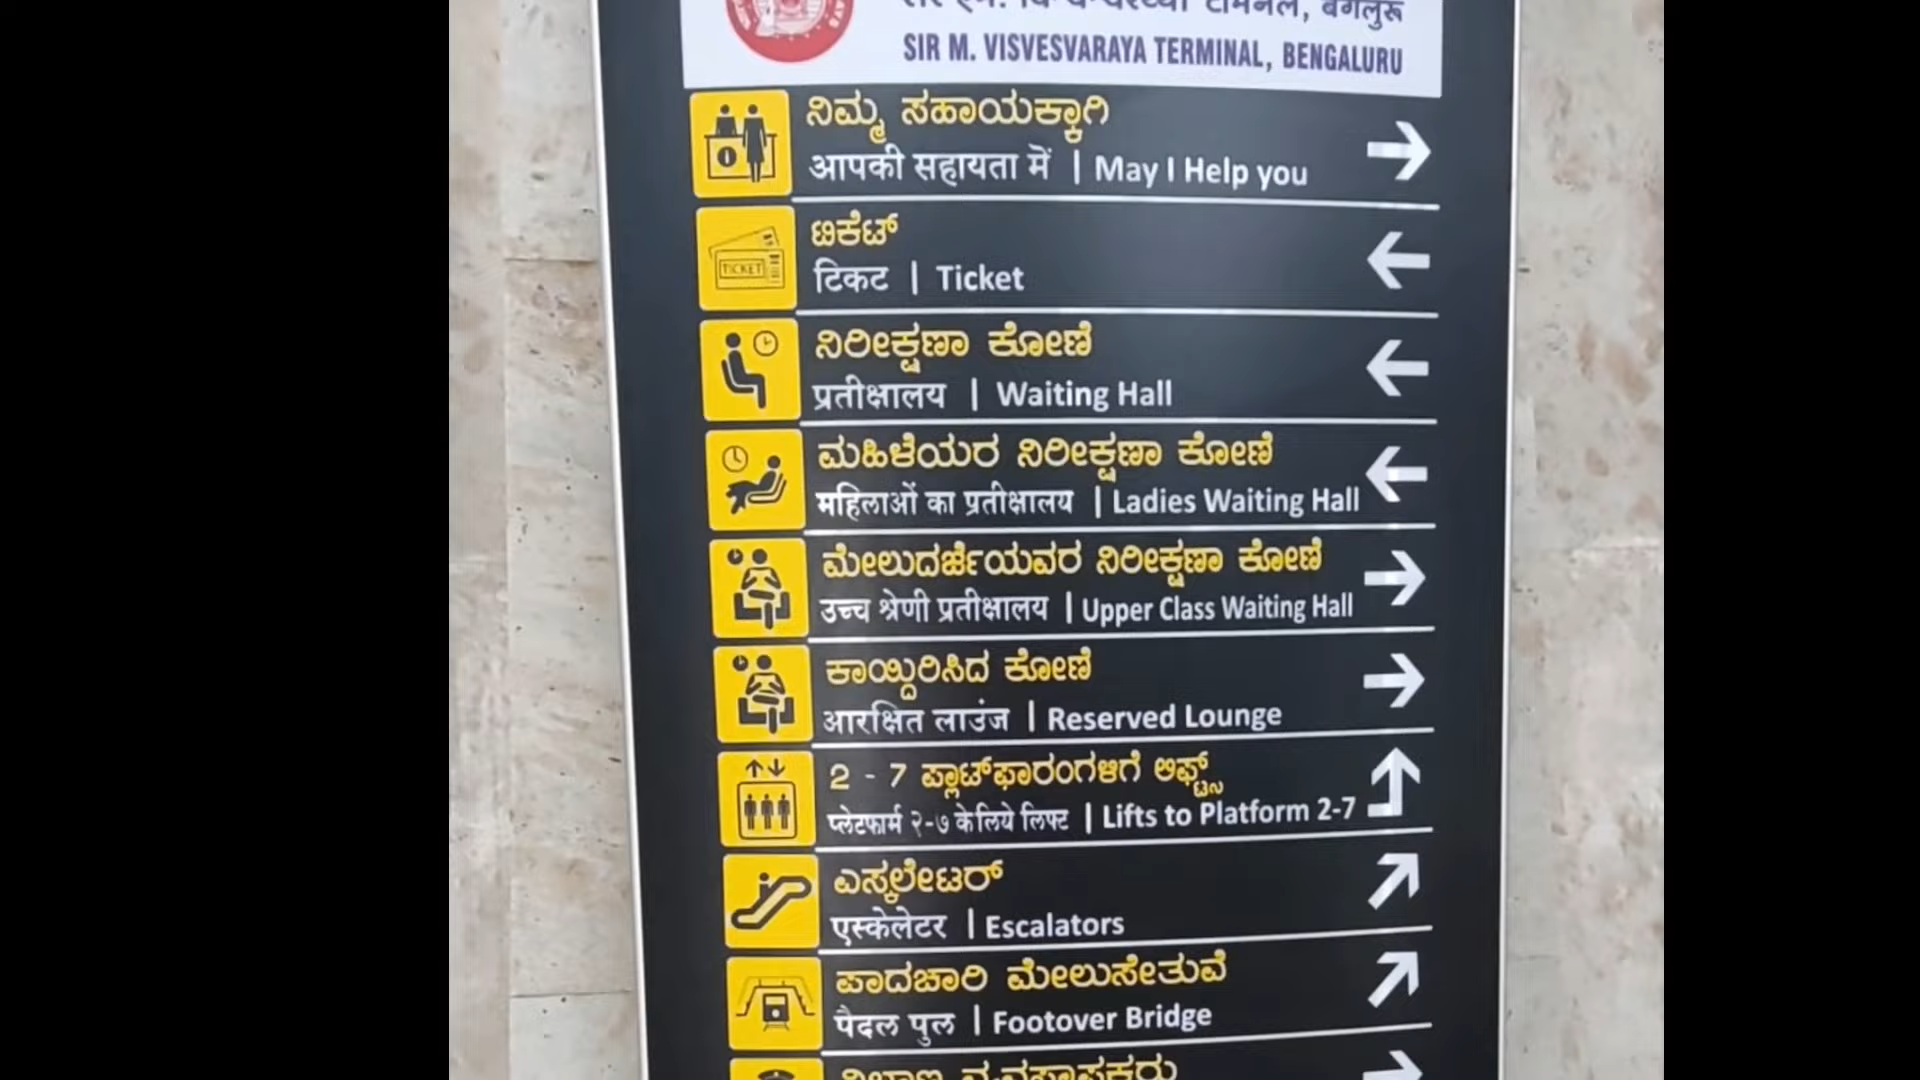 SIR M. VISVESVARAYA TERMINAL, BENGALURU
ನಿಮ್ಮ ಸಹಾಯಕ್ಕಾಗಿ
आपकी सहायता में | May I Help you
ಟಿಕೆಟ್
TICKET
टिकट | Ticket
ನಿರೀಕ್ಷಣಾ ಕೋಣೆ
प्रतीक्षालय | Waiting Hall
ಮಹಿಳೆಯರ ನಿರೀಕ್ಷಣಾ ಕೋಣೆ
महिलाओं का प्रतीक्षालय | Ladies Waiting Hall
ಮೇಲುದರ್ಜೆಯವರ ನಿರೀಕ್ಷಣಾ ಕೋಣೆ
उच्च श्रेणी प्रतीक्षालय | Upper Class Waiting Hall
ಕಾಯ್ದಿರಿಸಿದ ಕೋಣೆ
आरक्षित लाउंज | Reserved Lounge
2 - 7 ಪ್ಲಾಟ್‌ಫಾರಂಗಳಿಗೆ ಲಿಫ್ಟ್ಸ್
प्लेटफार्म २-७ के लिये लिफ्ट | Lifts to Platform 2-7
ಎಸ್ಕಲೇಟರ್
एस्केलेटर | Escalators
ಪಾದಚಾರಿ ಮೇಲುಸೇತುವೆ
पैदल पुल | Footover Bridge